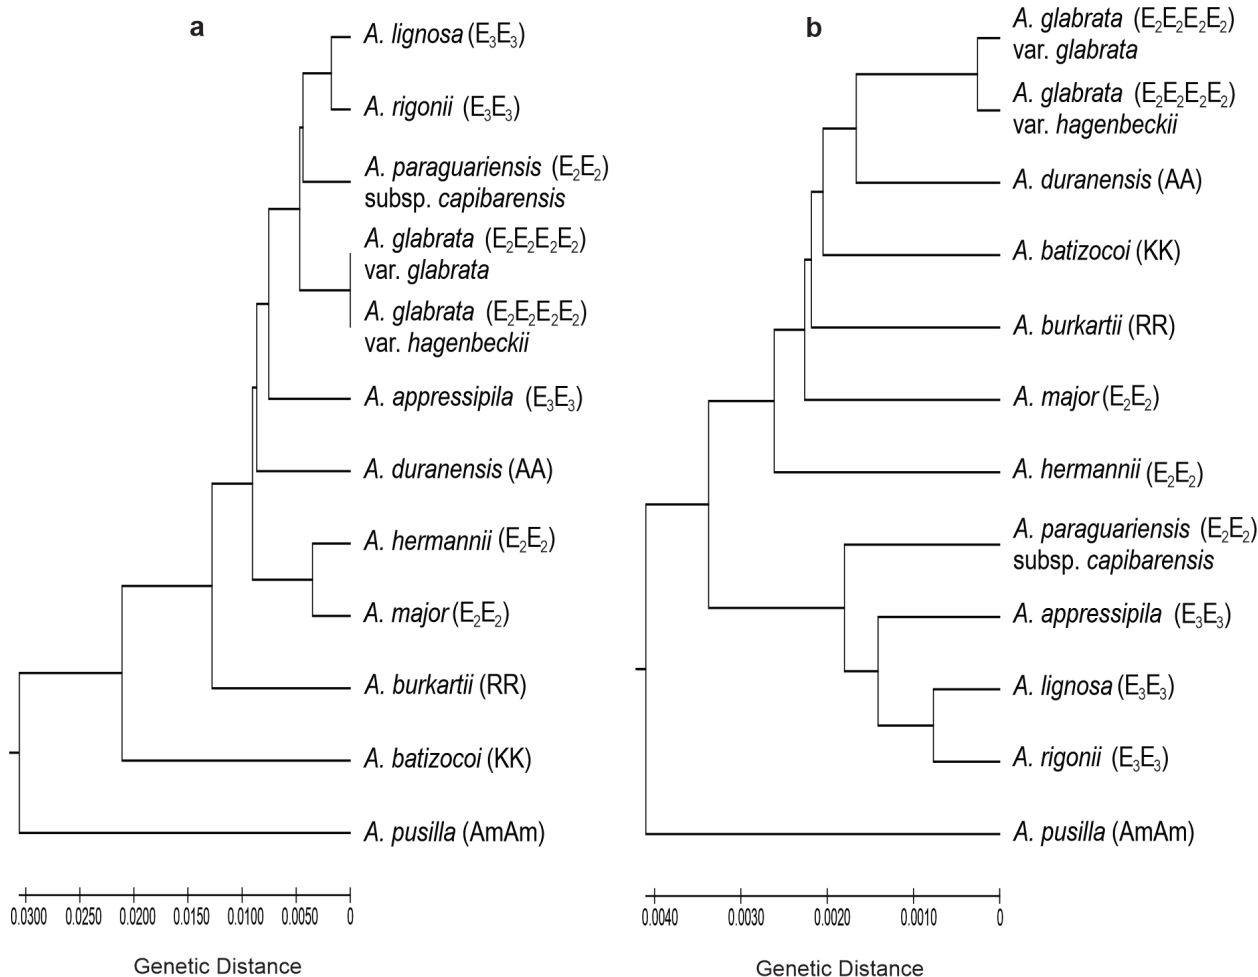 a
A. lignosa (E3E3)
A. rigonii (E3E3)
A. paraguariensis (E2E2)
subsp. capibarensis
A. glabrata (E2E2E2E2)
var. glabrata
A. glabrata (E2E2E2E2)
var. hagenbeckii
A. appressipila (E3E3)
A. duranensis (AA)
A. hermannii (E2E2)
A. major (E2E2)
A. burkartii (RR)
A. batizocoi (KK)
A. pusilla (AmAm)
0.0300 0.0250 0.0200 0.0150 0.0100 0.0050 0
Genetic Distance
b
A. glabrata (E2E2E2E2)
var. glabrata
A. glabrata (E2E2E2E2)
var. hagenbeckii
A. duranensis (AA)
A. batizocoi (KK)
A. burkartii (RR)
A. major (E2E2)
A. hermannii (E2E2)
A. paraguariensis (E2E2)
subsp. capibarensis
A. appressipila (E3E3)
A. lignosa (E3E3)
A. rigonii (E3E3)
A. pusilla (AmAm)
0.0040 0.0030 0.0020 0.0010 0
Genetic Distance